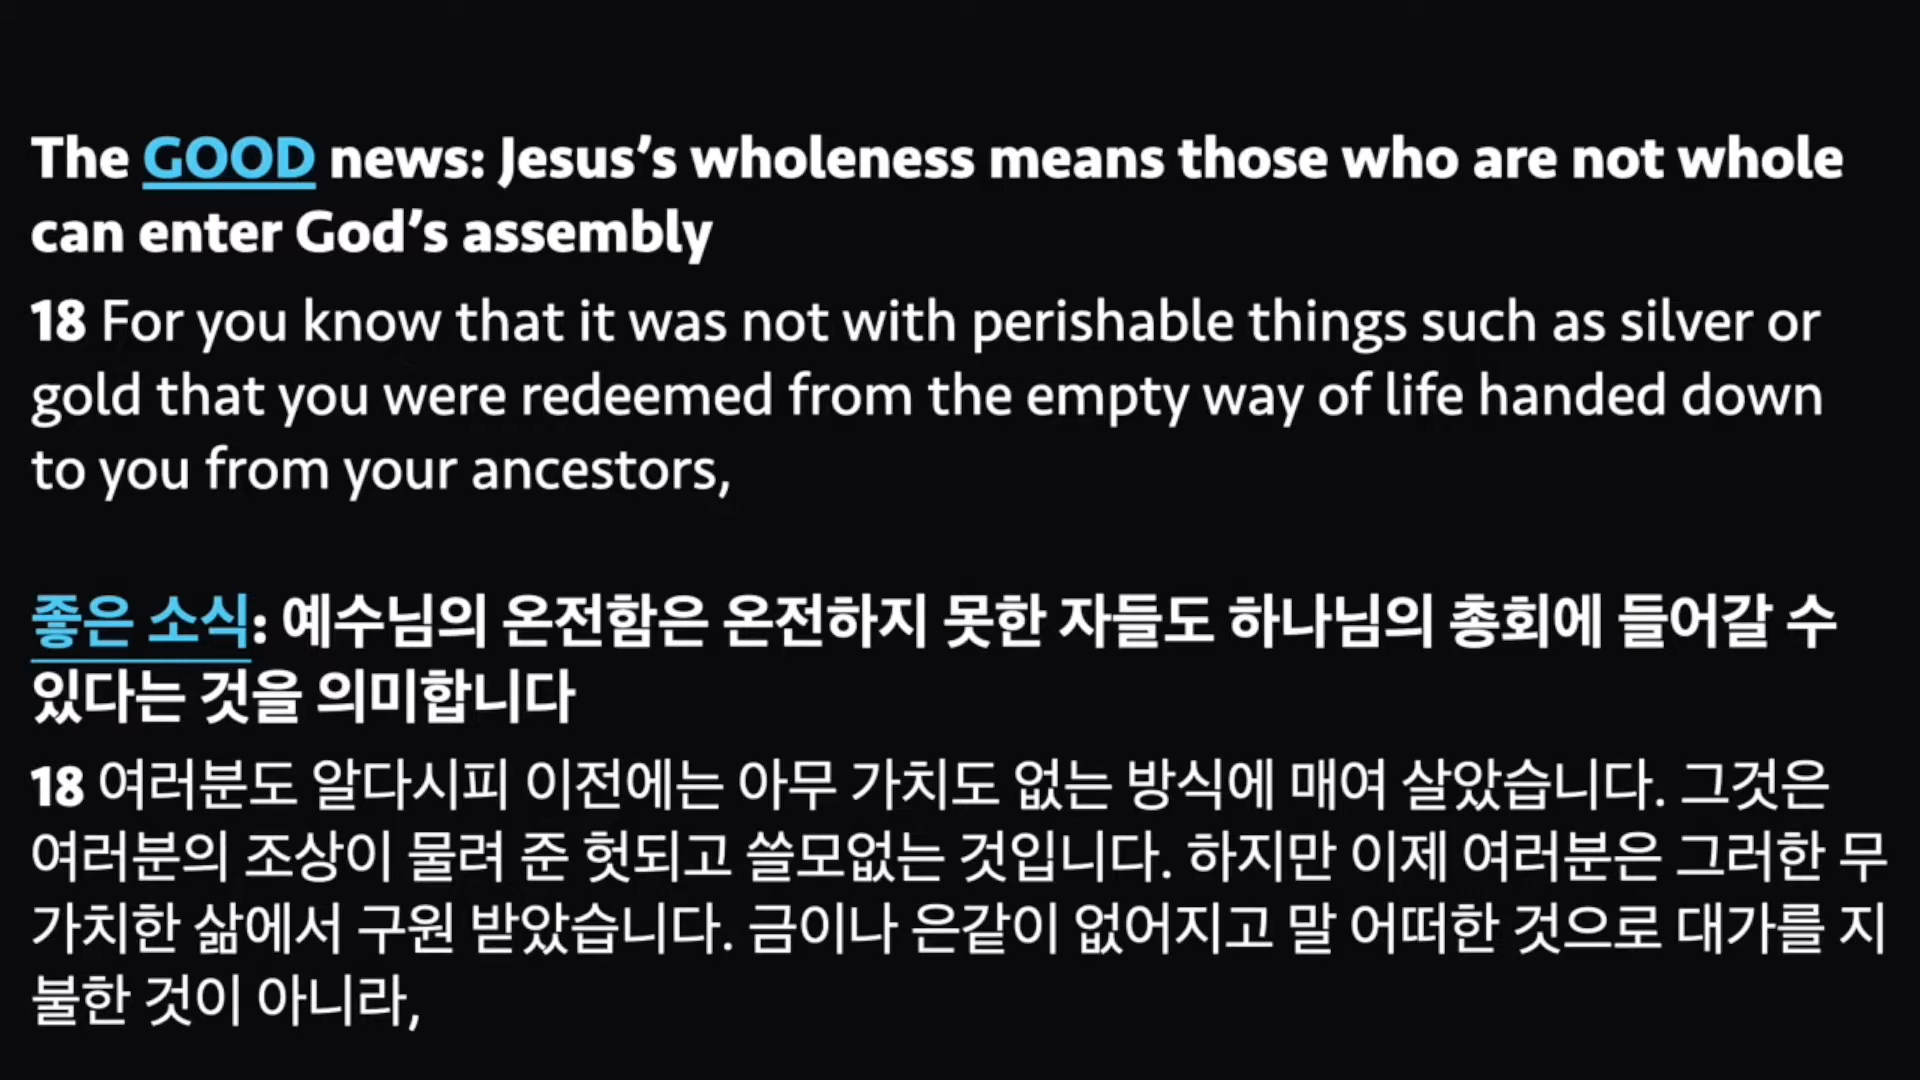 The GOOD news: Jesus’s wholeness means those who are not whole
can enter God’s assembly
18 For you know that it was not with perishable things such as silver or
gold that you were redeemed from the empty way of life handed down
to you from your ancestors,
좋은 소식: 예수님의 온전함은 온전하지 못한 자들도 하나님의 총회에 들어갈 수
있다는 것을 의미합니다
18 여러분도 알다시피 이전에는 아무 가치도 없는 방식에 매여 살았습니다. 그것은
여러분의 조상이 물려 준 헛되고 쓸모없는 것입니다. 하지만 이제 여러분은 그러한 무
가치한 삶에서 구원 받았습니다. 금이나 은같이 없어지고 말 어떠한 것으로 대가를 지
불한 것이 아니라,